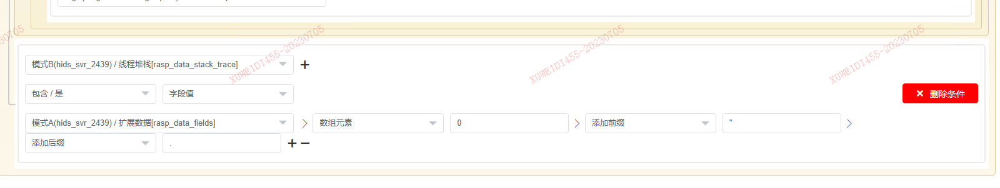 模式B(hids_svr_2439) / 线程堆栈[rasp_data_stack_trace]
包含 / 是 字段值
✕ 删除条件
模式A(hids_svr_2439) / 扩展数据[rasp_data_fields] > 数组元素 0 > 添加前缀 " >
添加后缀 .
XUWEIDI455-20230705
XUWEIDI455-20230705
XUWEIDI455-20230705